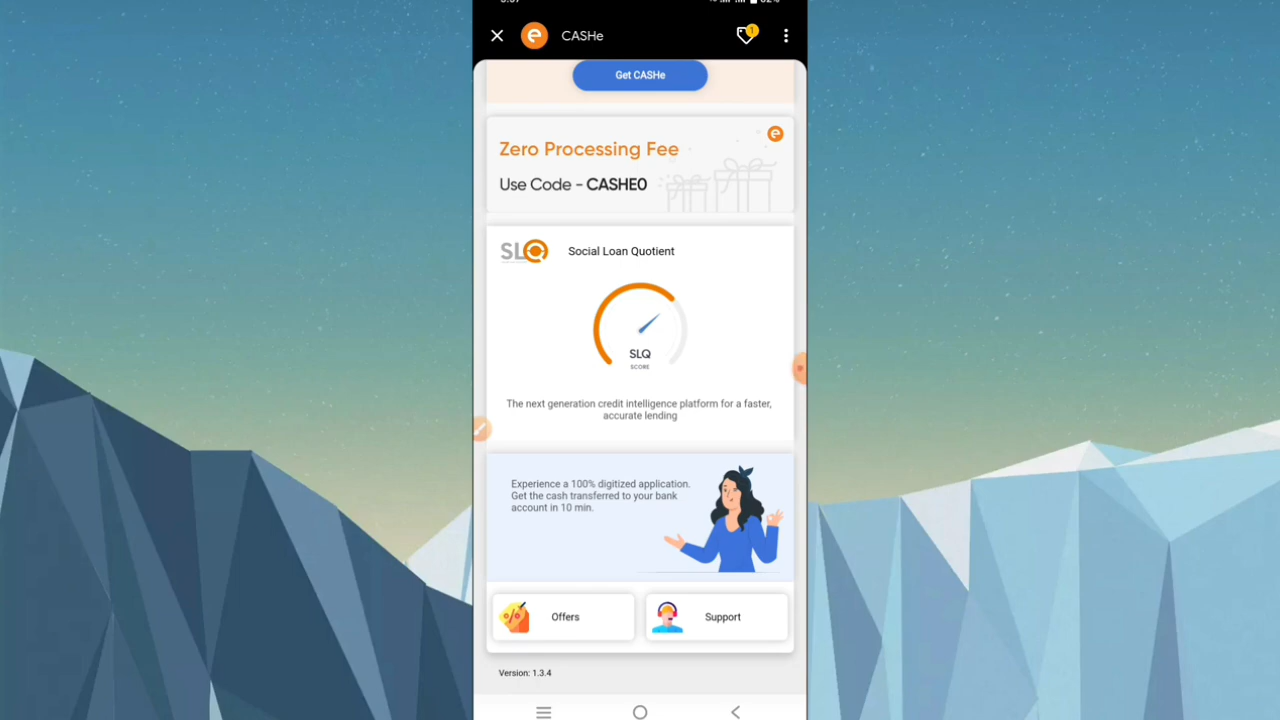 CASHe
1
Get CASHe
Zero Processing Fee
Use Code - CASHE0
SLQ
Social Loan Quotient
SLQ
SCORE
The next generation credit intelligence platform for a faster,
accurate lending
Experience a 100% digitized application.
Get the cash transferred to your bank
account in 10 min.
Offers
Support
Version: 1.3.4